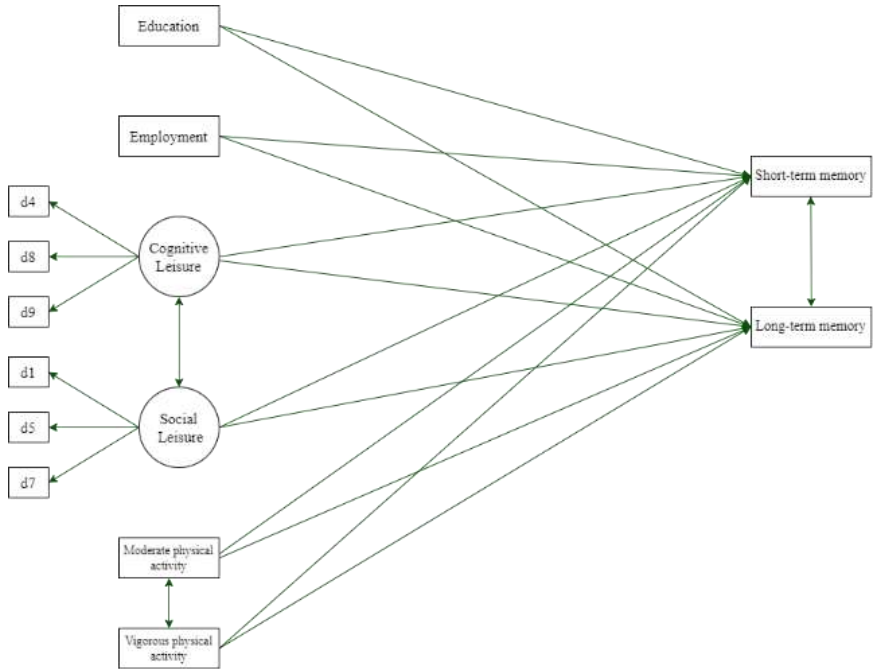 Education
Employment
Short-term memory
d4
Cognitive
Leisure
d8
d9
Long-term memory
d1
Social
Leisure
d5
d7
Moderate physical
activity
Vigorous physical
activity